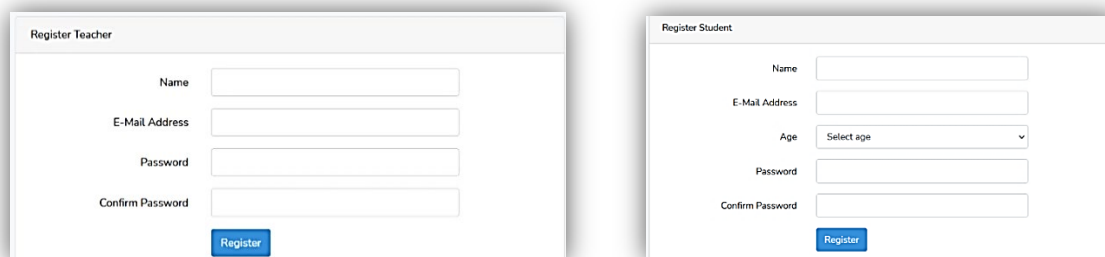 Register Teacher
Name
E-Mail Address
Password
Confirm Password
Register
Register Student
Name
E-Mail Address
Age
Select age
Password
Confirm Password
Register